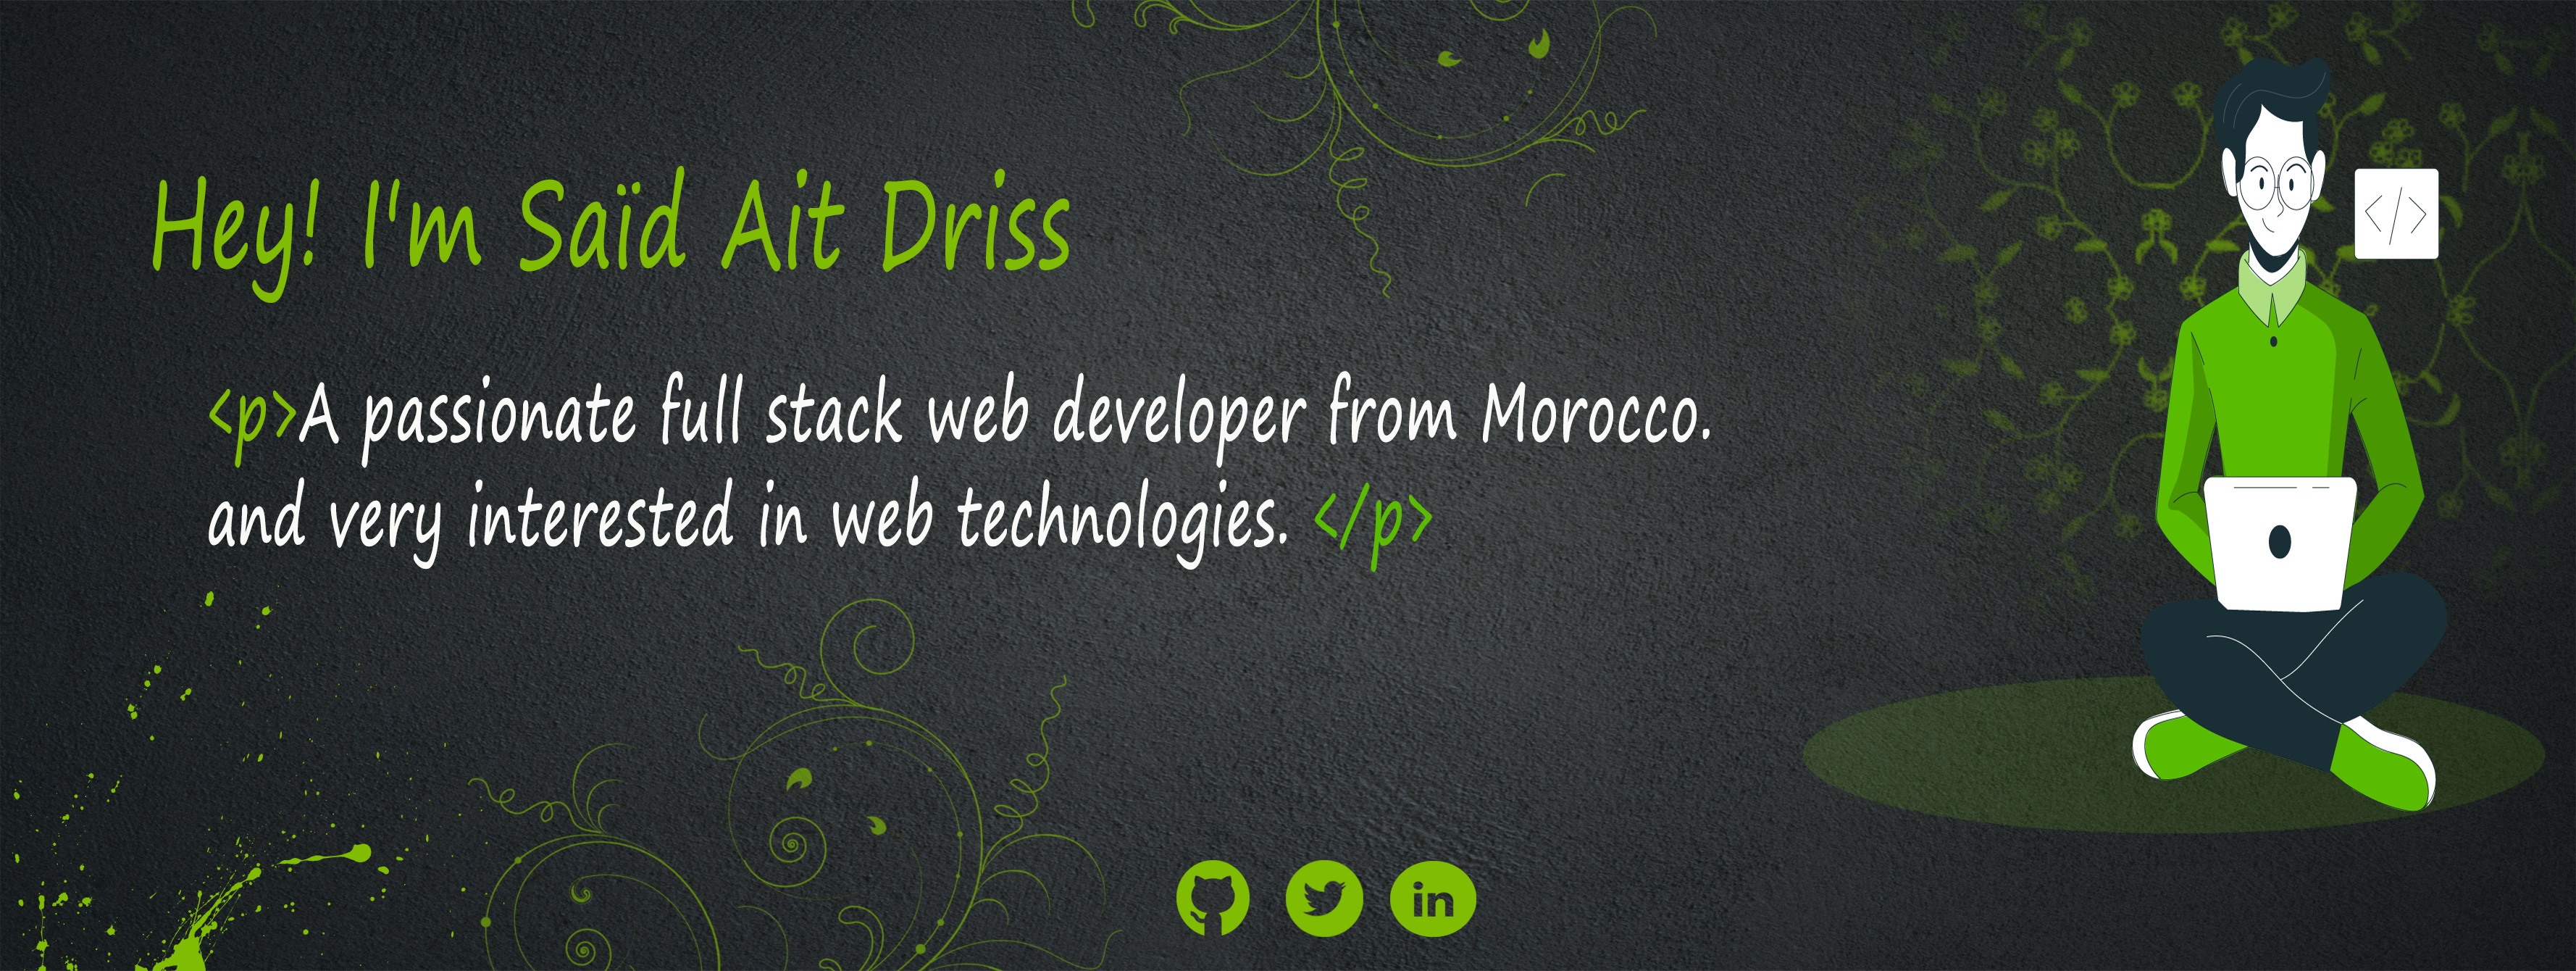 Hey! I'm Saïd Ait Driss
<p>A passionate full stack web developer from Morocco.
and very interested in web technologies. </p>
</>
in